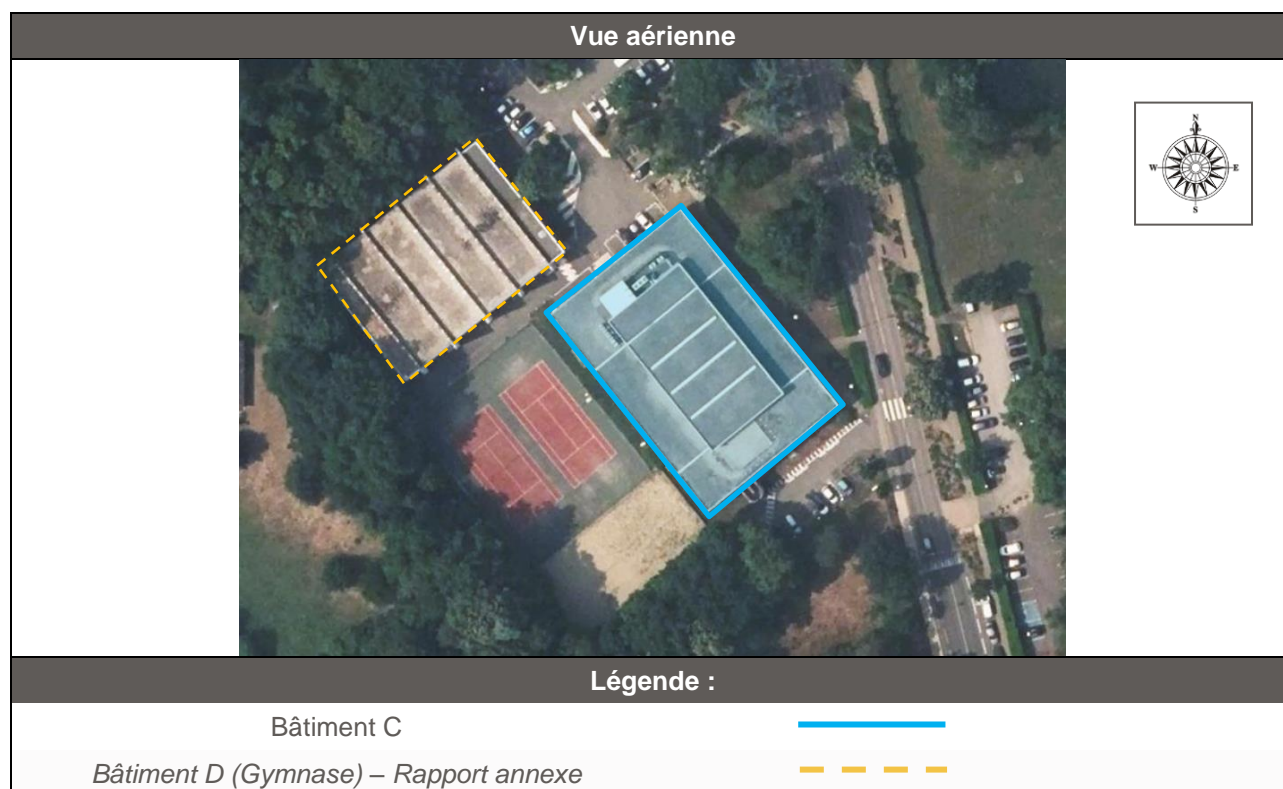 Vue aérienne
N
W E
S
Légende :
Bâtiment C
Bâtiment D (Gymnase) – Rapport annexe